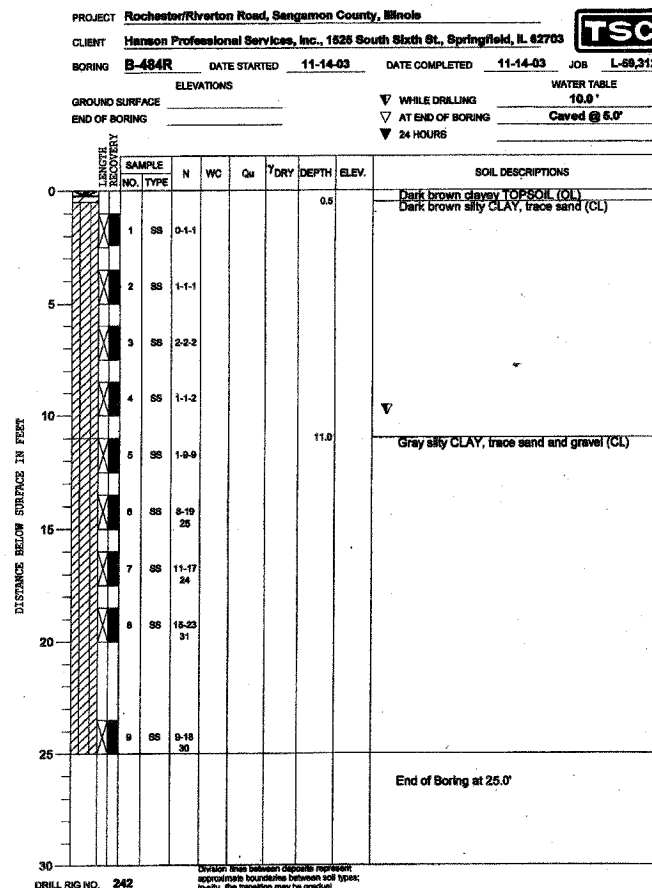 PROJECT Rochester/Riverton Road, Sangamon County, Illinois
TSC
CLIENT Hanson Professional Services, Inc., 1525 South Sixth St., Springfield, IL 62703
BORING B-484R DATE STARTED 11-14-03 DATE COMPLETED 11-14-03 JOB L-59,313
ELEVATIONS WATER TABLE
GROUND SURFACE WHILE DRILLING 10.0 '
END OF BORING AT END OF BORING Caved @ 5.0'
24 HOURS
LENGTH RECOVERY SAMPLE NO. TYPE N WC Qu γDRY DEPTH ELEV. SOIL DESCRIPTIONS
DISTANCE BELOW SURFACE IN FEET
0 Dark brown clayey TOPSOIL (OL)
0.5 Dark brown silty CLAY, trace sand (CL)
1 SS 0-1-1
2 SS 1-1-1
5
3 SS 2-2-2
4 SS 1-1-2
10
11.0 Gray silty CLAY, trace sand and gravel (CL)
5 SS 1-9-9
6 SS 8-19
25
15
7 SS 11-17
24
8 SS 15-23
31
20
9 SS 9-18
30
25
End of Boring at 25.0'
30
DRILL RIG NO. 242
Division lines between deposits represent
approximate boundaries between soil types;
in-situ, the transition may be gradual.